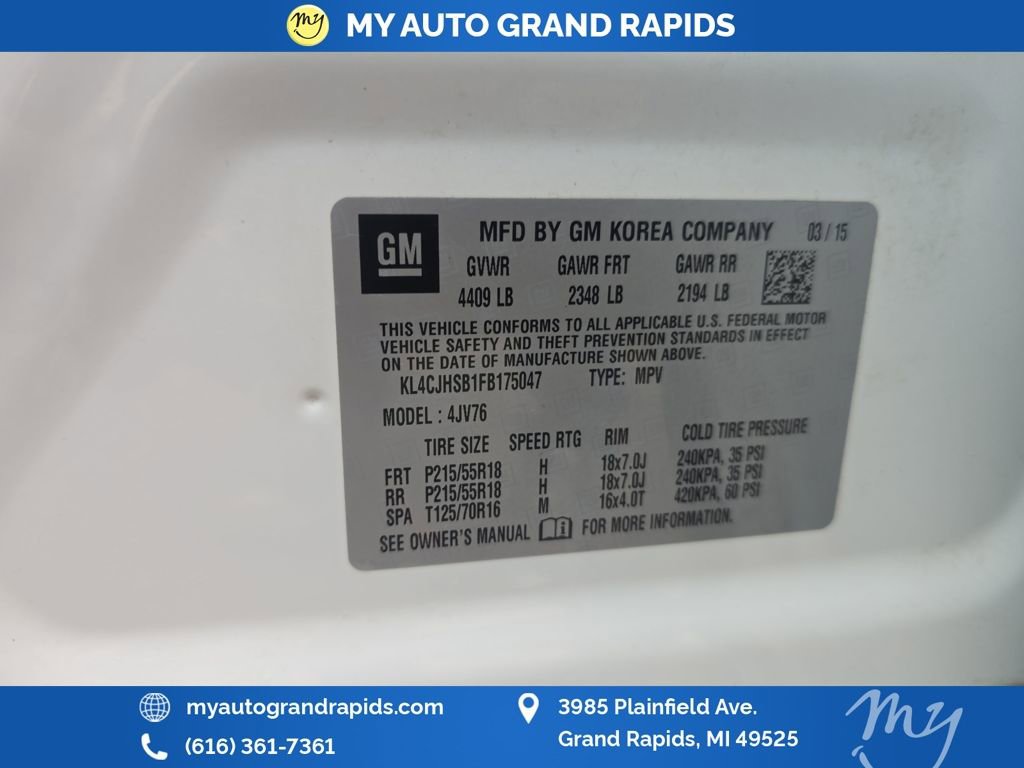 my MY AUTO GRAND RAPIDS
GM
MFD BY GM KOREA COMPANY 03/15
GVWR GAWR FRT GAWR RR
4409 LB 2348 LB 2194 LB
THIS VEHICLE CONFORMS TO ALL APPLICABLE U.S. FEDERAL MOTOR
VEHICLE SAFETY AND THEFT PREVENTION STANDARDS IN EFFECT
ON THE DATE OF MANUFACTURE SHOWN ABOVE.
KL4CJHSB1FB175047 TYPE: MPV
MODEL : 4JV76
TIRE SIZE SPEED RTG RIM COLD TIRE PRESSURE
FRT P215/55R18 H 18x7.0J 240KPA, 35 PSI
RR P215/55R18 H 18x7.0J 240KPA, 35 PSI
SPA T125/70R16 M 16x4.0T 420KPA, 60 PSI
SEE OWNER'S MANUAL FOR MORE INFORMATION.
myautograndrapids.com
(616) 361-7361
3985 Plainfield Ave.
Grand Rapids, MI 49525
my